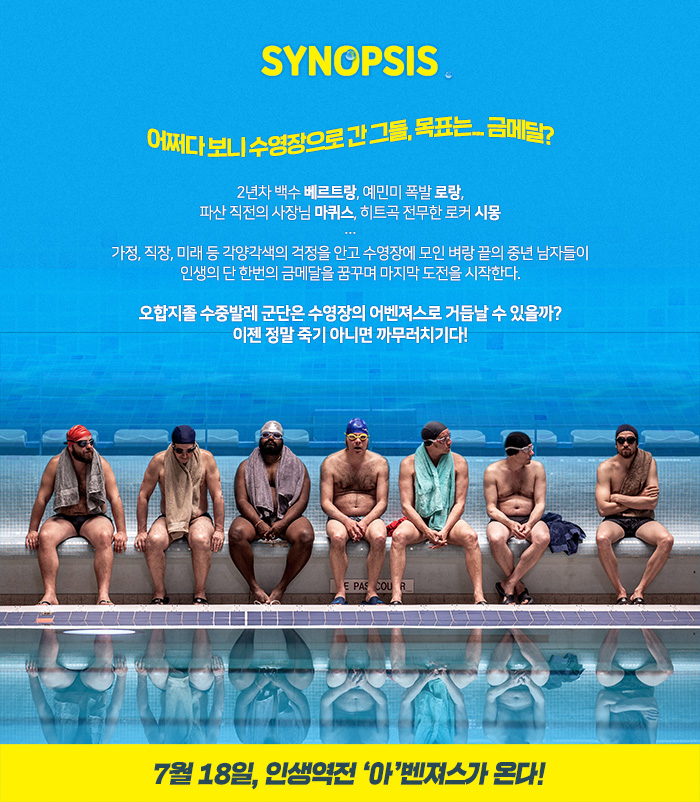 SYNOPSIS
어쩌다 보니 수영장으로 간 그들, 목표는... 금메달?
2년차 백수 베르트랑, 예민미 폭발 로랑,
파산 직전의 사장님 마퀴스, 히트곡 전무한 로커 시몽
...
가정, 직장, 미래 등 각양각색의 걱정을 안고 수영장에 모인 벼랑 끝의 중년 남자들이
인생의 단 한번의 금메달을 꿈꾸며 마지막 도전을 시작한다.
오합지졸 수중발레 군단은 수영장의 어벤져스로 거듭날 수 있을까?
이젠 정말 죽기 아니면 까무러치기다!
NE PAS COURIR
7월 18일, 인생역전 ‘아’벤져스가 온다!